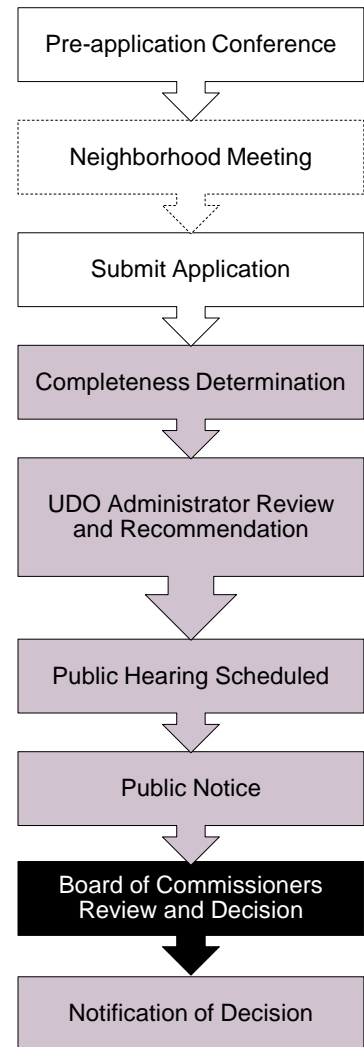 Pre-application Conference
Neighborhood Meeting
Submit Application
Completeness Determination
UDO Administrator Review
and Recommendation
Public Hearing Scheduled
Public Notice
Board of Commissioners
Review and Decision
Notification of Decision